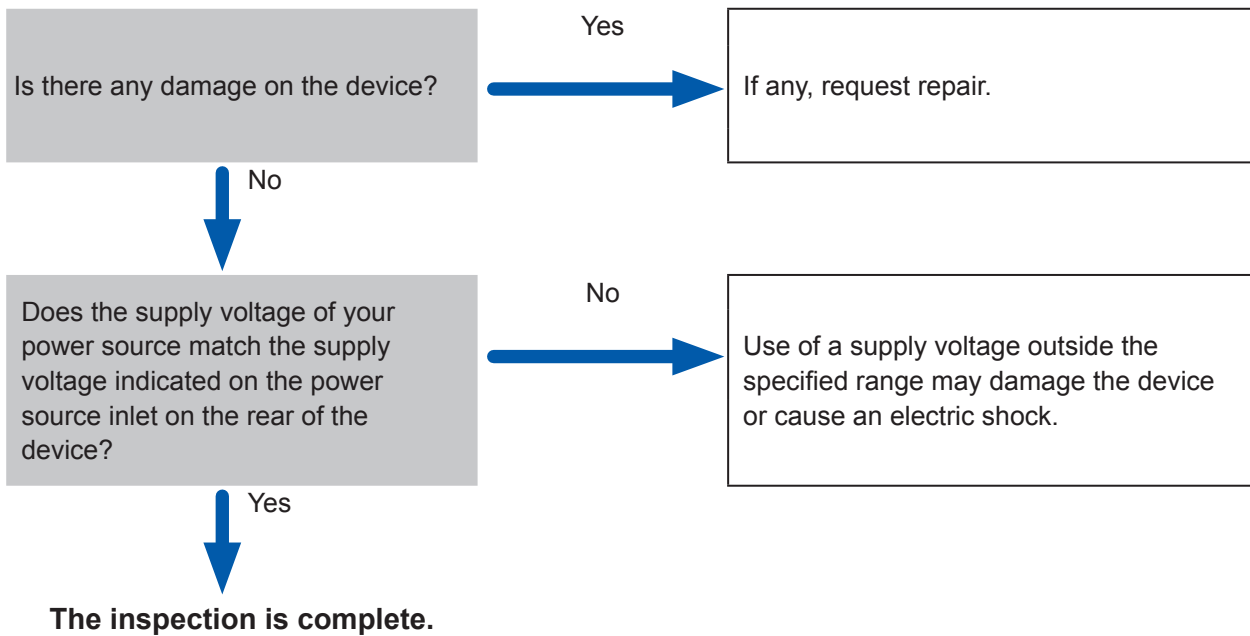 Is there any damage on the device?
Yes
If any, request repair.
No
Does the supply voltage of your
power source match the supply
voltage indicated on the power
source inlet on the rear of the
device?
No
Use of a supply voltage outside the
specified range may damage the device
or cause an electric shock.
Yes
The inspection is complete.